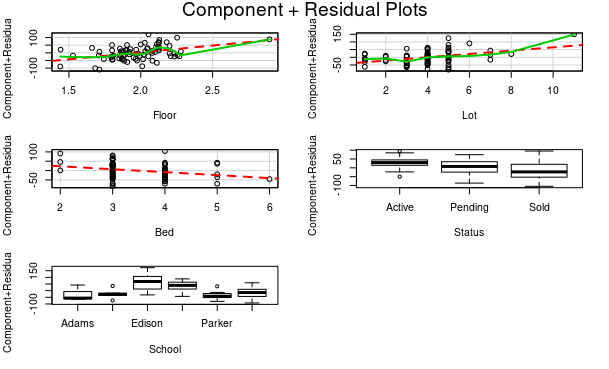 Component + Residual Plots
Component+Residua
-100
100
1.5
2.0
2.5
Floor
Component+Residua
-50
150
2
4
6
8
10
Lot
Component+Residua
-50
100
2
3
4
5
6
Bed
Component+Residua
-100
50
Active
Pending
Sold
Status
Component+Residua
-100
150
Adams
Edison
Parker
School